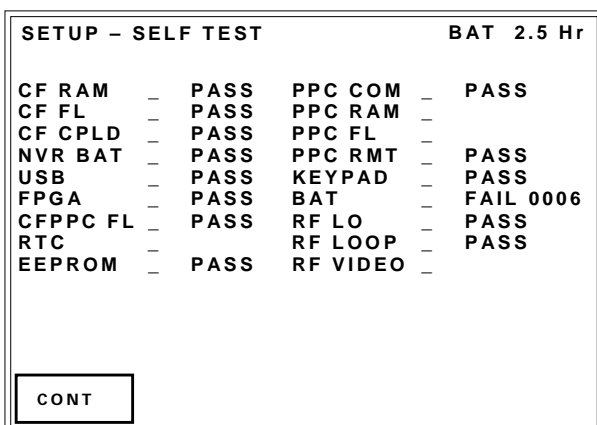 SETUP – SELF TEST BAT 2.5 Hr
CF RAM _ PASS PPC COM _ PASS
CF FL _ PASS PPC RAM _
CF CPLD _ PASS PPC FL _
NVR BAT _ PASS PPC RMT _ PASS
USB _ PASS KEYPAD _ PASS
FPGA _ PASS BAT _ FAIL 0006
CFPPC FL _ PASS RF LO _ PASS
RTC _ RF LOOP _ PASS
EEPROM _ PASS RF VIDEO _
CONT